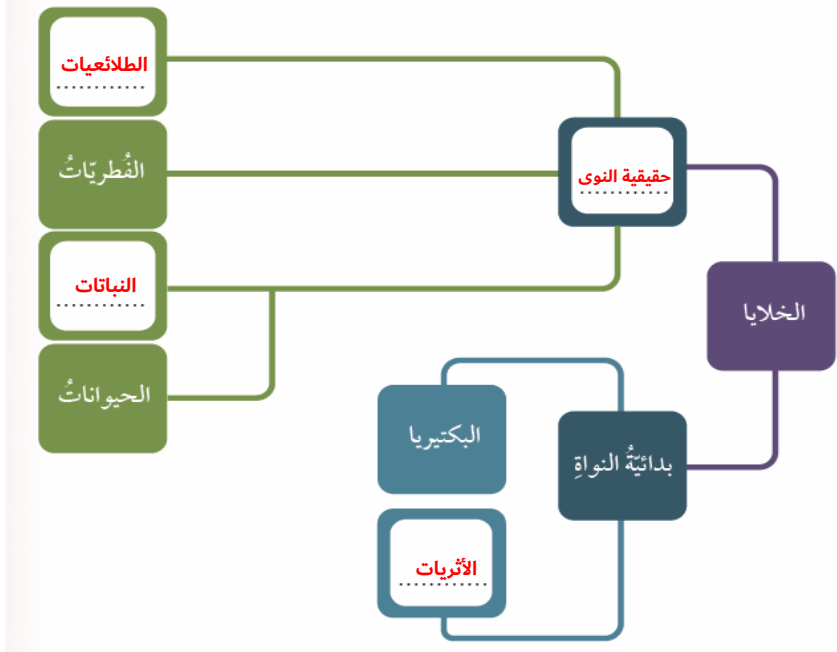 الطلائعيات
الفُطريّاتُ
النباتات
الحيواناتُ
حقيقية النوى
الخلايا
البكتيريا
بدائيّةُ النواةِ
الأثريات